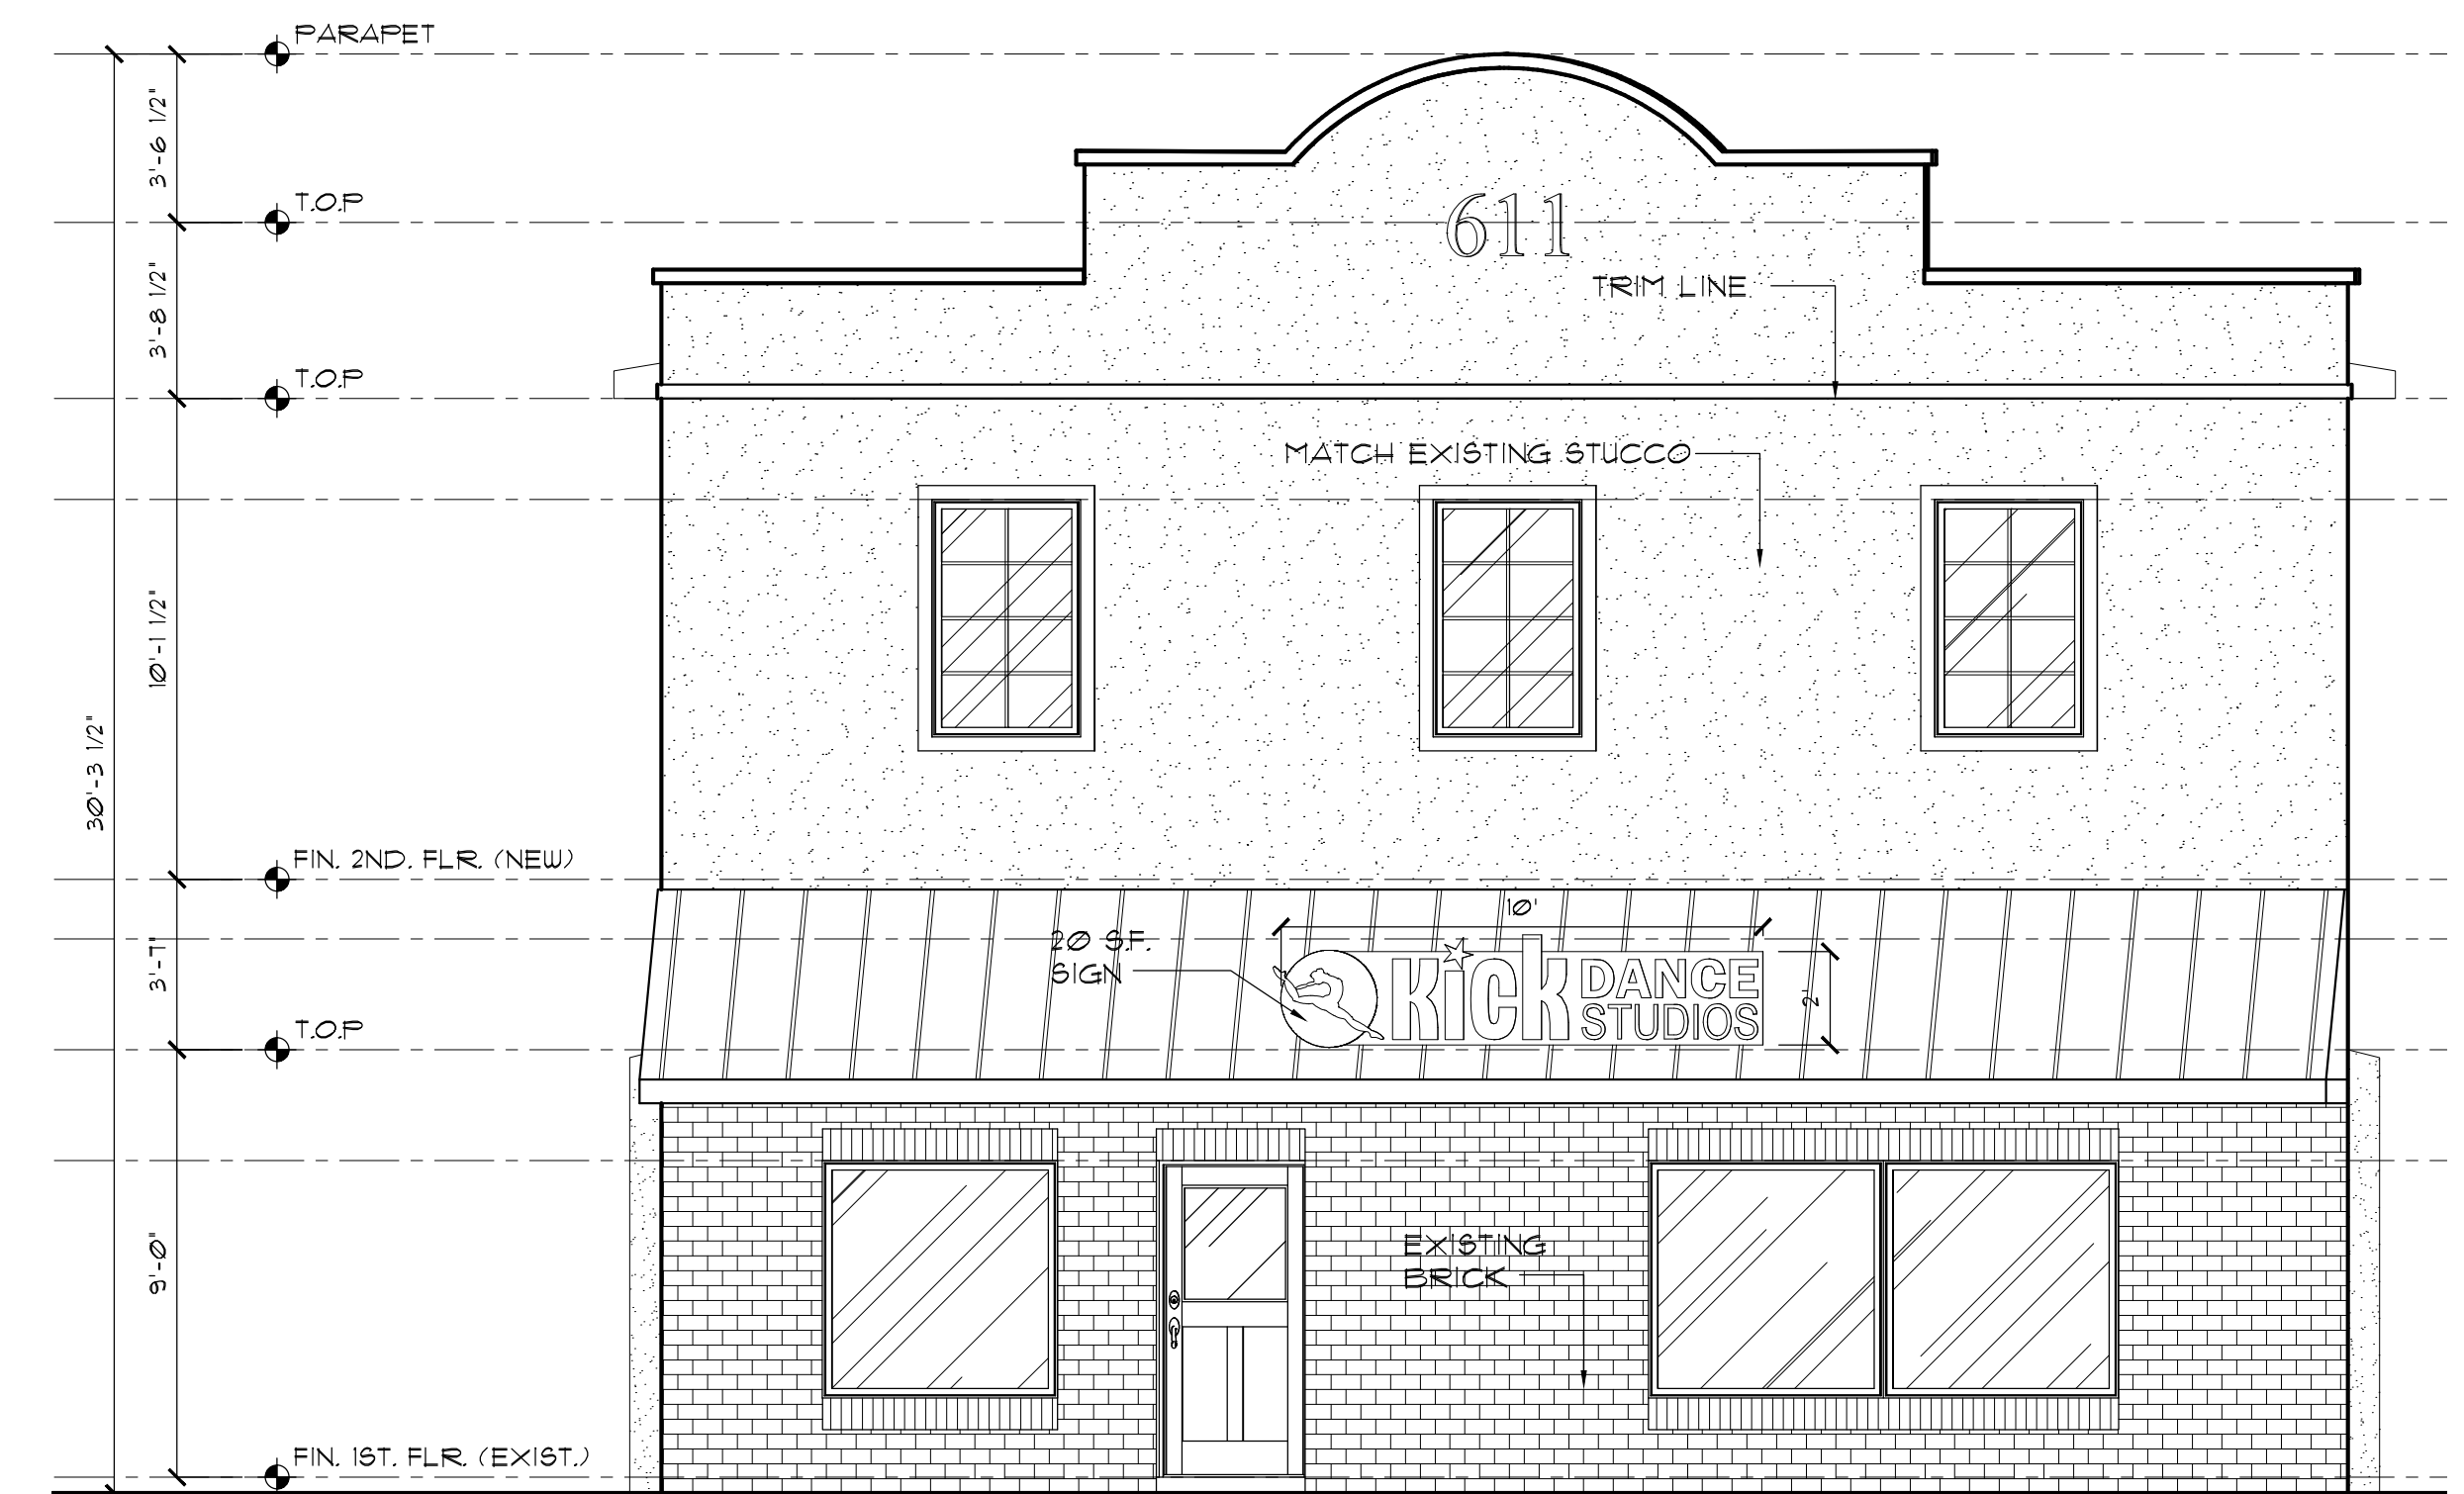 PARAPET
3'-6 1/2"
T.O.P
611
TRIM LINE
3'-8 1/2"
T.O.P
MATCH EXISTING STUCCO
10'-1 1/2"
30'-3 1/2"
FIN. 2ND. FLR. (NEW)
10'
20 S.F.
SIGN
KiCK DANCE
STUDIOS
2'
3'-7"
T.O.P
EXISTING
BRICK
9'-0"
FIN. 1ST. FLR. (EXIST.)